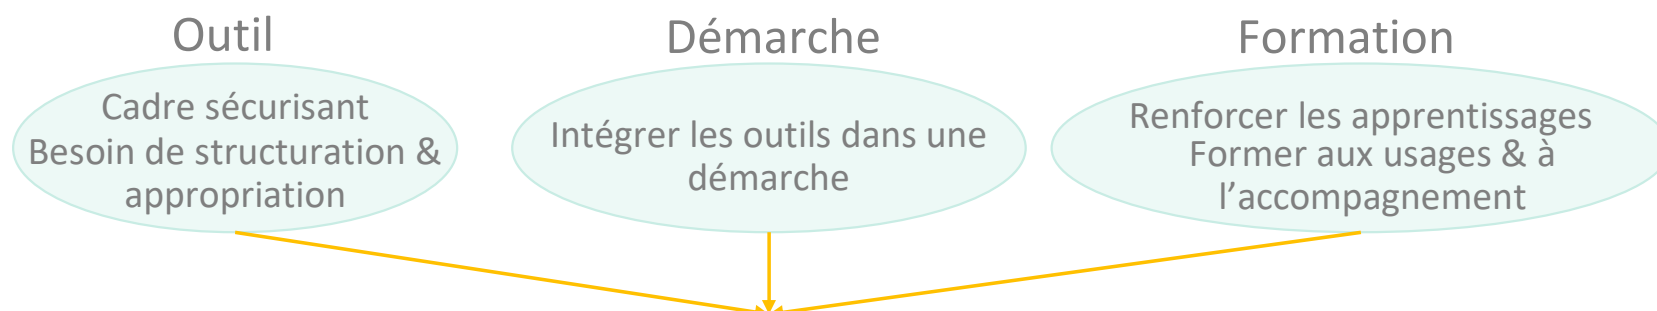 Outil
Cadre sécurisant
Besoin de structuration &
appropriation
Démarche
Intégrer les outils dans une
démarche
Formation
Renforcer les apprentissages
Former aux usages & à
l’accompagnement